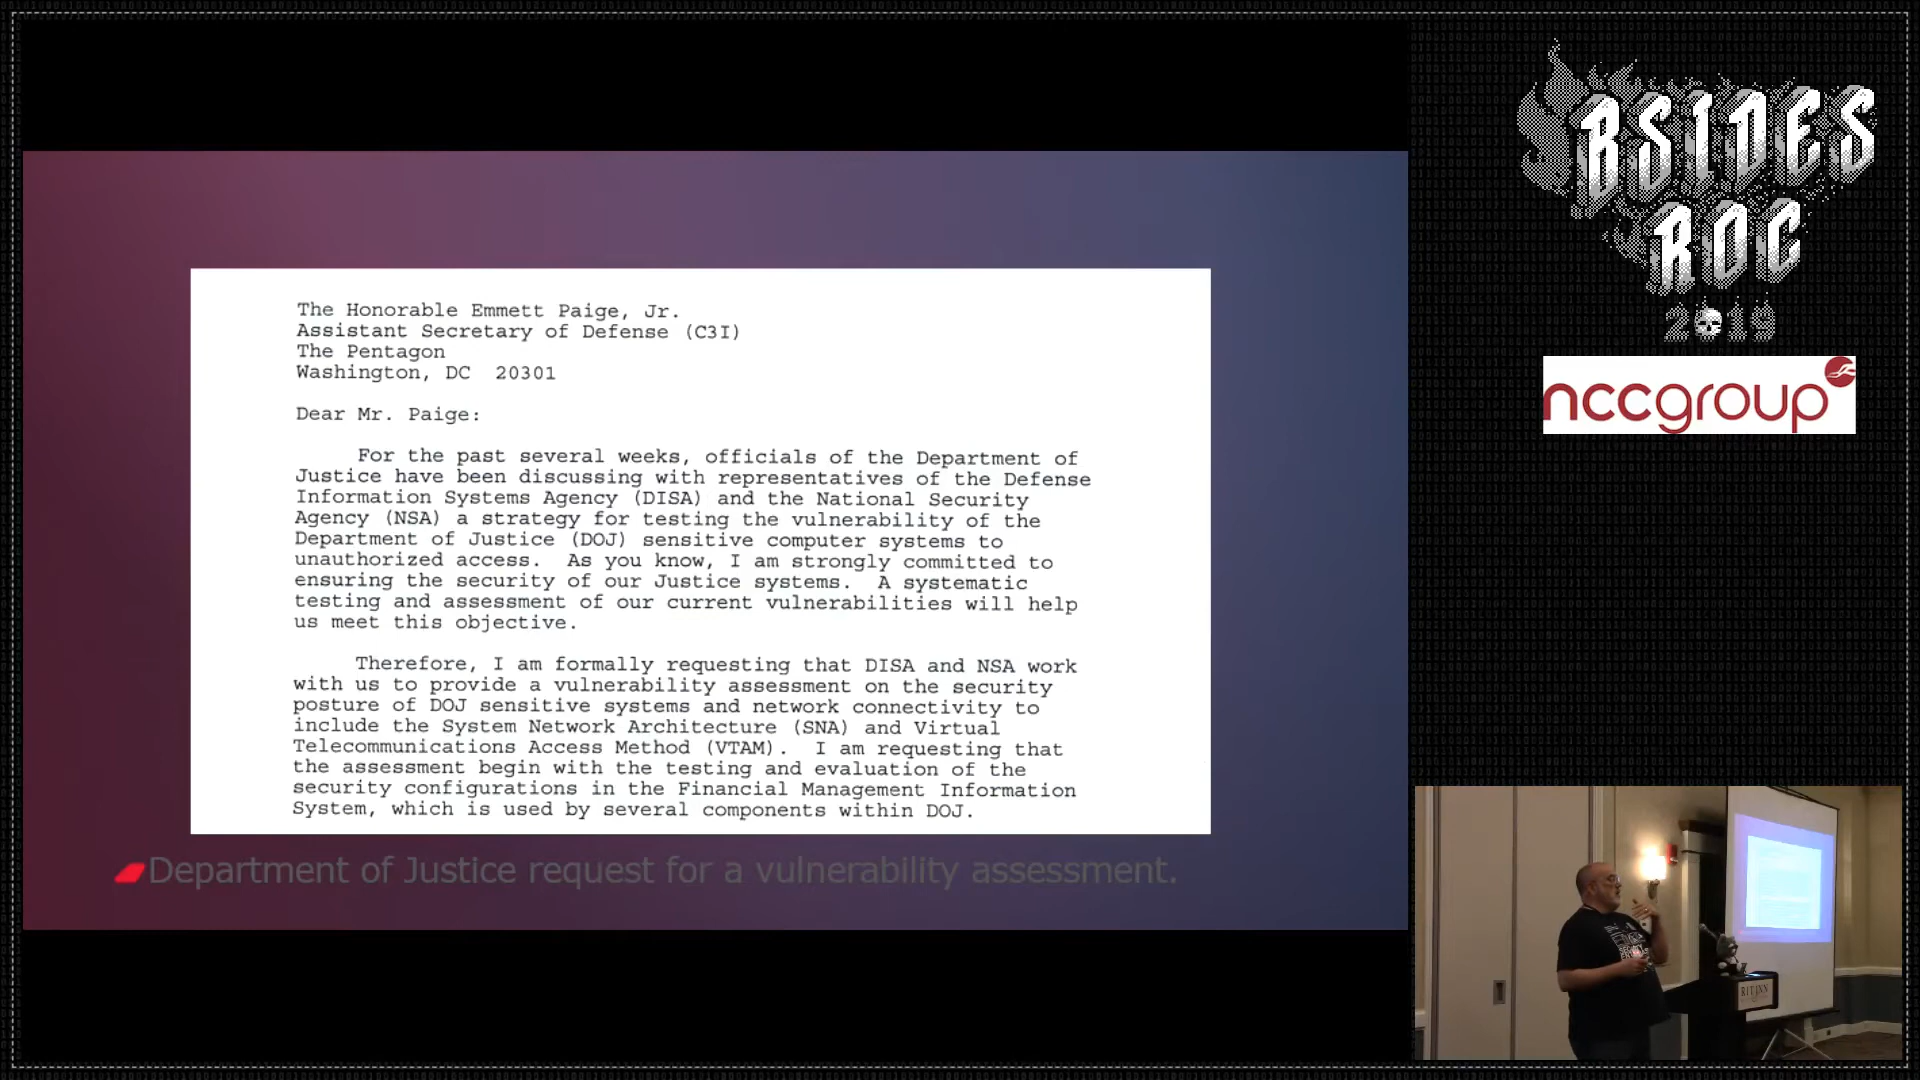 The Honorable Emmett Paige, Jr.
Assistant Secretary of Defense (C3I)
The Pentagon
Washington, DC 20301
Dear Mr. Paige:
For the past several weeks, officials of the Department of
Justice have been discussing with representatives of the Defense
Information Systems Agency (DISA) and the National Security
Agency (NSA) a strategy for testing the vulnerability of the
Department of Justice (DOJ) sensitive computer systems to
unauthorized access. As you know, I am strongly committed to
ensuring the security of our Justice systems. A systematic
testing and assessment of our current vulnerabilities will help
us meet this objective.
Therefore, I am formally requesting that DISA and NSA work
with us to provide a vulnerability assessment on the security
posture of DOJ sensitive systems and network connectivity to
include the System Network Architecture (SNA) and Virtual
Telecommunications Access Method (VTAM). I am requesting that
the assessment begin with the testing and evaluation of the
security configurations in the Financial Management Information
System, which is used by several components within DOJ.
Department of Justice request for a vulnerability assessment.
BSIDES
ROC
2019
nccgroup
RIT INN